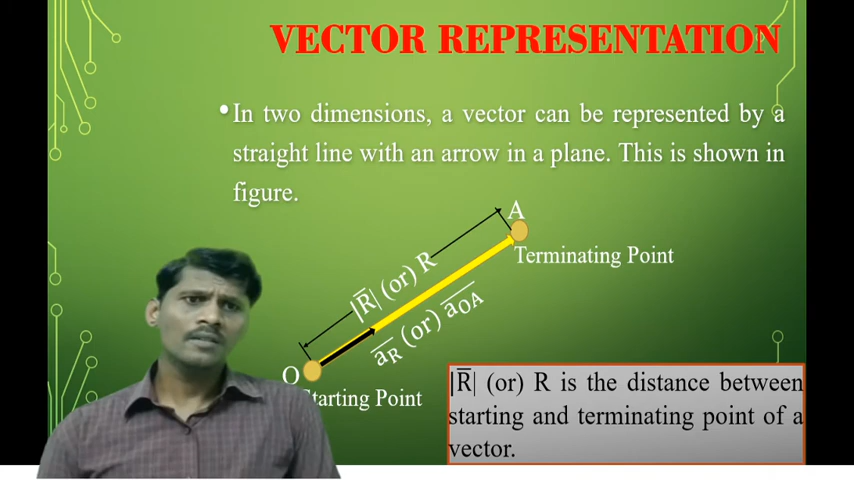 VECTOR REPRESENTATION
•In two dimensions, a vector can be represented by a
straight line with an arrow in a plane. This is shown in
figure.
A
Terminating Point
|R̅| (or) R
a̅_R̅ (or) a̅_O̅A̅
O
Starting Point
|R̅| (or) R is the distance between
starting and terminating point of a
vector.